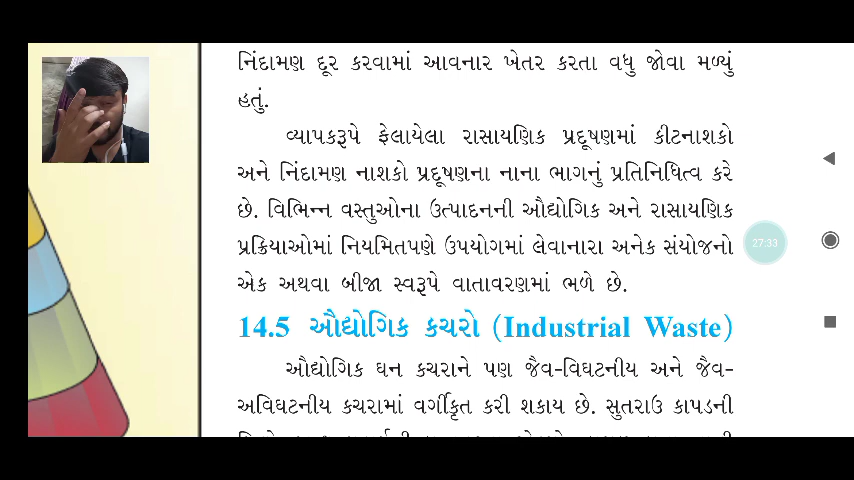 નિંદામણ દૂર કરવામાં આવનાર ખેતર કરતા વધુ જોવા મળ્યું
હતું.
વ્યાપકરૂપે ફેલાયેલા રાસાયણિક પ્રદૂષણમાં કીટનાશકો
અને નિંદામણ નાશકો પ્રદૂષણના નાના ભાગનું પ્રતિનિધિત્વ કરે
છે. વિભિન્ન વસ્તુઓના ઉત્પાદનની ઔદ્યોગિક અને રાસાયણિક
પ્રક્રિયાઓમાં નિયમિતપણે ઉપયોગમાં લેવાનારા અનેક સંયોજનો
એક અથવા બીજા સ્વરૂપે વાતાવરણમાં ભળે છે.
27:33
14.5 ઔદ્યોગિક કચરો (Industrial Waste)
ઔદ્યોગિક ઘન કચરાને પણ જૈવ-વિઘટનીય અને જૈવ-
અવિઘટનીય કચરામાં વર્ગીકૃત કરી શકાય છે. સુતરાઉ કાપડની